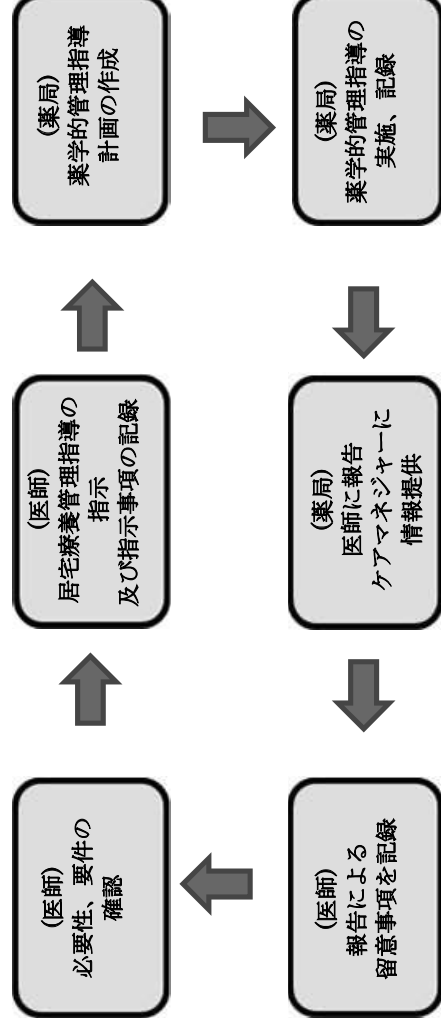 (医師)
必要性、要件の
確認
(医師)
居宅療養管理指導の
指示
及び指示事項の記録
(薬局)
薬学的管理指導
計画の作成
(薬局)
薬学的管理指導の
実施、記録
(薬局)
医師に報告
ケアマネジャーに
情報提供
(医師)
報告による
留意事項を記録